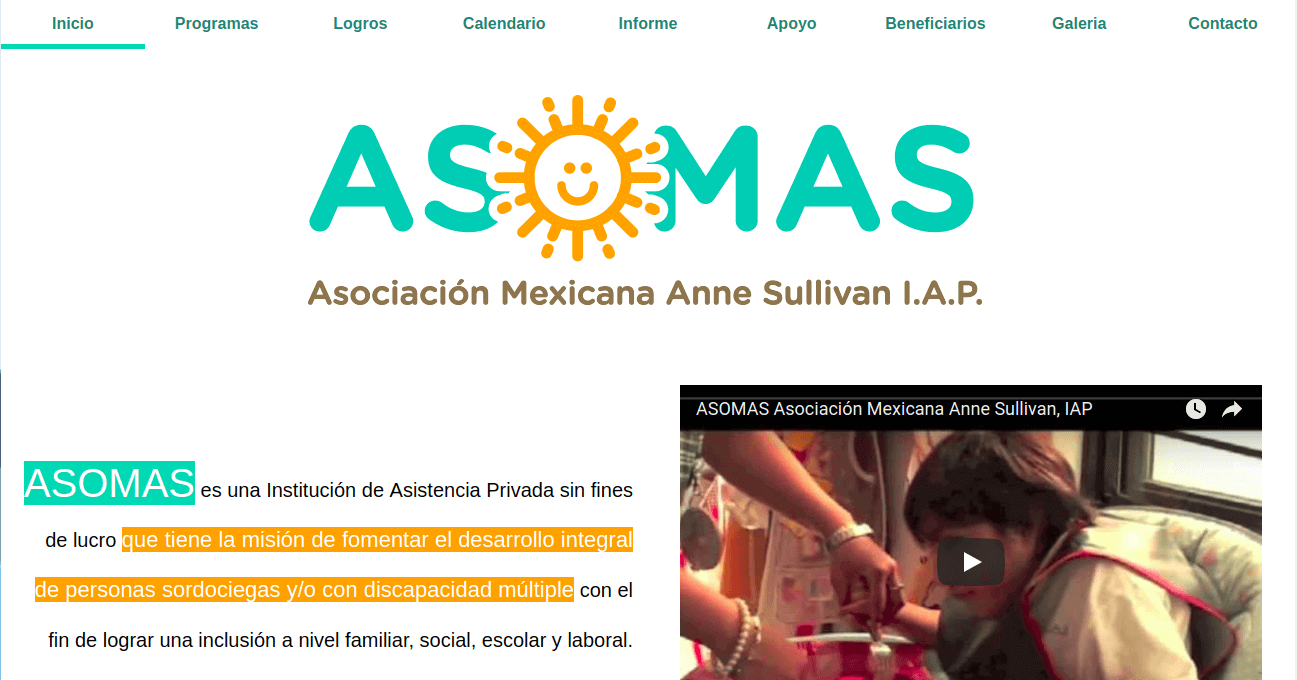 Inicio Programas Logros Calendario Informe Apoyo Beneficiarios Galeria Contacto
ASOMAS
Asociación Mexicana Anne Sullivan I.A.P.
ASOMAS Asociación Mexicana Anne Sullivan, IAP
ASOMAS es una Institución de Asistencia Privada sin fines
de lucro que tiene la misión de fomentar el desarrollo integral
de personas sordociegas y/o con discapacidad múltiple con el
fin de lograr una inclusión a nivel familiar, social, escolar y laboral.